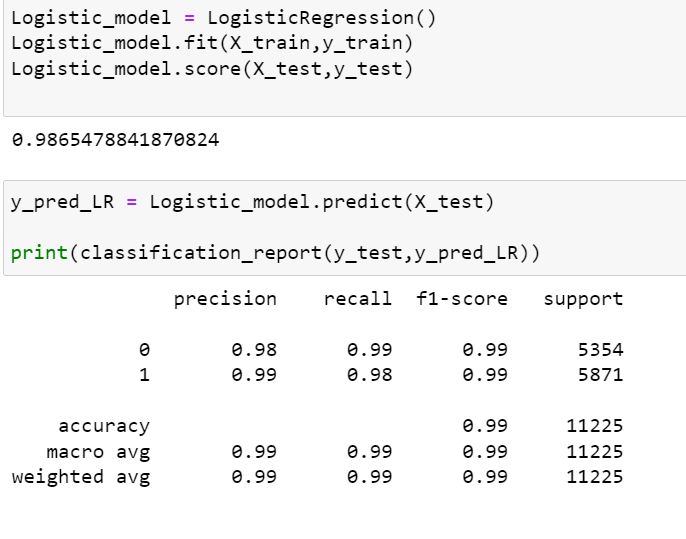 Logistic_model = LogisticRegression()
Logistic_model.fit(X_train,y_train)
Logistic_model.score(X_test,y_test)
0.9865478841870824
y_pred_LR = Logistic_model.predict(X_test)
print(classification_report(y_test,y_pred_LR))
precision recall f1-score support
0 0.98 0.99 0.99 5354
1 0.99 0.98 0.99 5871
accuracy 0.99 11225
macro avg 0.99 0.99 0.99 11225
weighted avg 0.99 0.99 0.99 11225